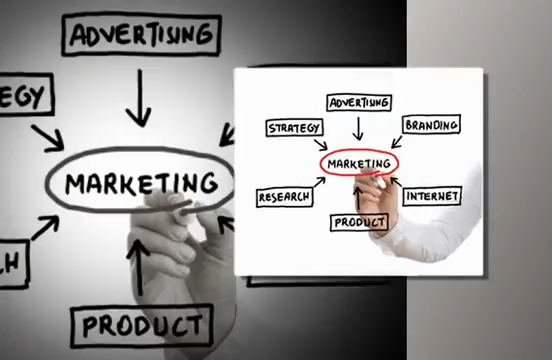 ADVERTISING
EGY
MARKETING
H
PRODUCT
ADVERTISING
STRATEGY
BRANDING
MARKETING
RESEARCH
INTERNET
PRODUCT